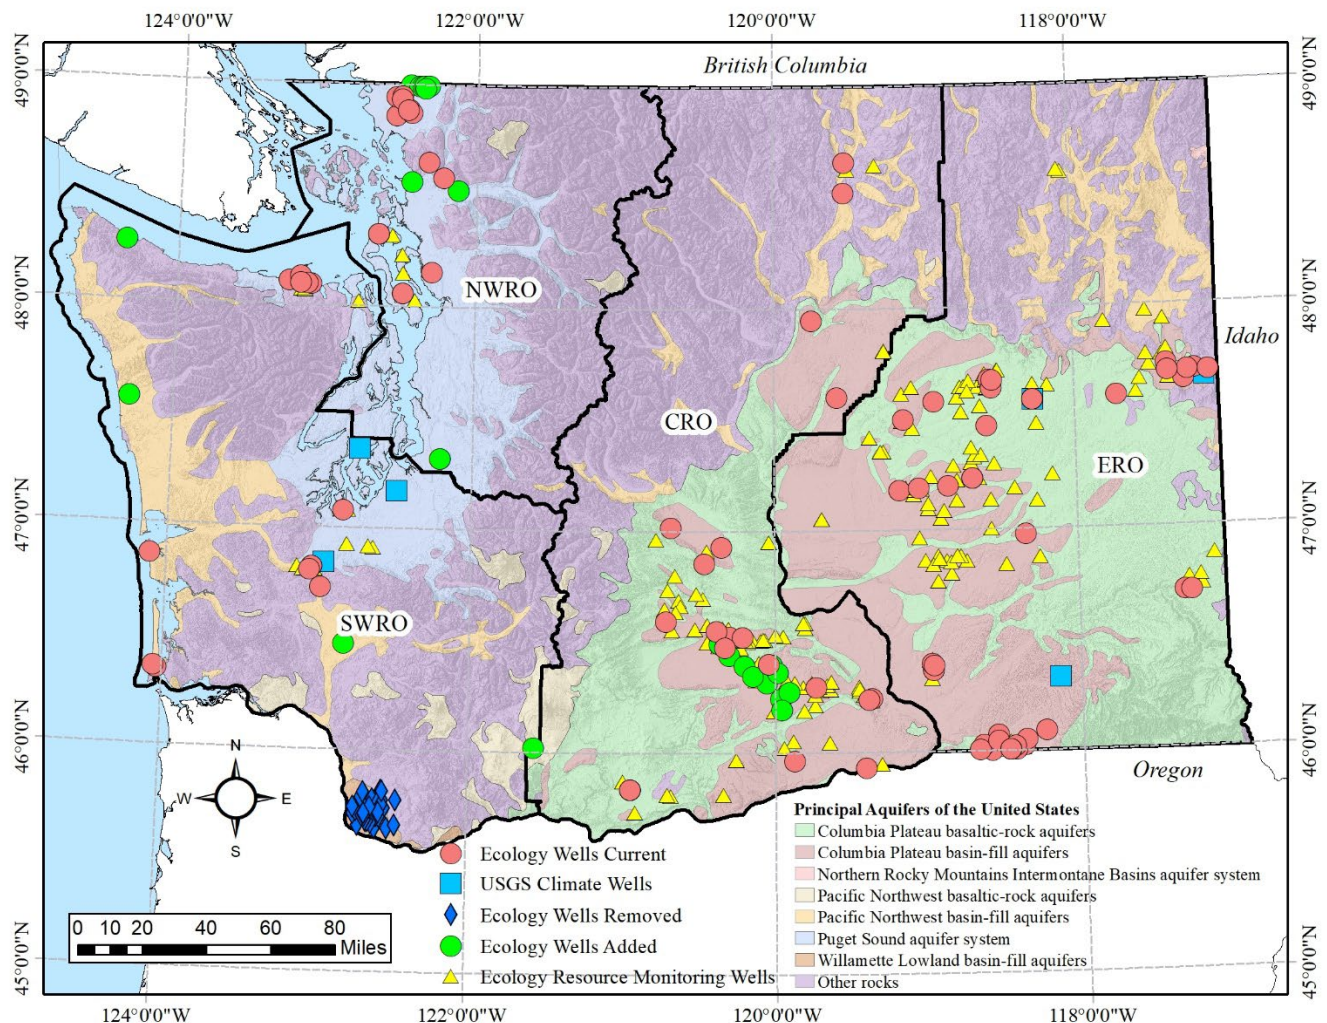 124°0'0"W 122°0'0"W 120°0'0"W 118°0'0"W
49°0'0"N 49°0'0"N
British Columbia
NWRO
48°0'0"N 48°0'0"N
Idaho
CRO
ERO
47°0'0"N 47°0'0"N
SWRO
46°0'0"N 46°0'0"N
N
W E
S
Oregon
Principal Aquifers of the United States
Columbia Plateau basaltic-rock aquifers
Columbia Plateau basin-fill aquifers
Northern Rocky Mountains Intermontane Basins aquifer system
Pacific Northwest basaltic-rock aquifers
Pacific Northwest basin-fill aquifers
Puget Sound aquifer system
Willamette Lowland basin-fill aquifers
Other rocks
Ecology Wells Current
USGS Climate Wells
Ecology Wells Removed
Ecology Wells Added
Ecology Resource Monitoring Wells
0 10 20 40 60 80
Miles
45°0'0"N 45°0'0"N
124°0'0"W 122°0'0"W 120°0'0"W 118°0'0"W